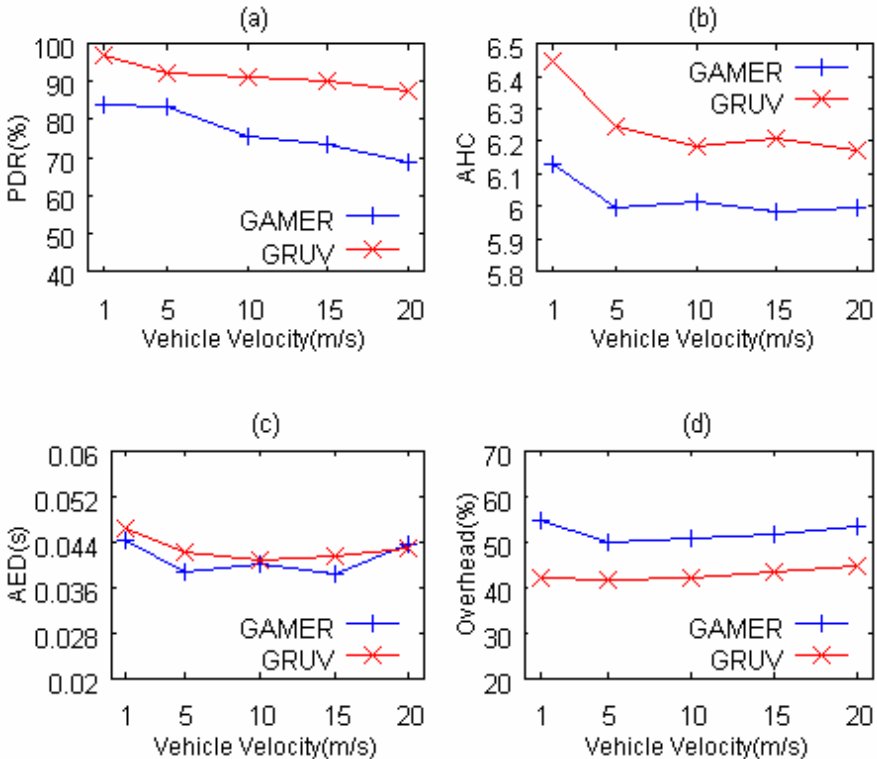 (a)
PDR(%)
100
90
80
70
60
50
40
GAMER
GRUV
1 5 10 15 20
Vehicle Velocity(m/s)
(b)
AHC
6.5
6.4
6.3
6.2
6.1
6
5.9
5.8
GAMER
GRUV
1 5 10 15 20
Vehicle Velocity(m/s)
(c)
AED(s)
0.06
0.052
0.044
0.036
0.028
0.02
GAMER
GRUV
1 5 10 15 20
Vehicle Velocity(m/s)
(d)
Overhead(%)
70
60
50
40
30
20
GAMER
GRUV
1 5 10 15 20
Vehicle Velocity(m/s)